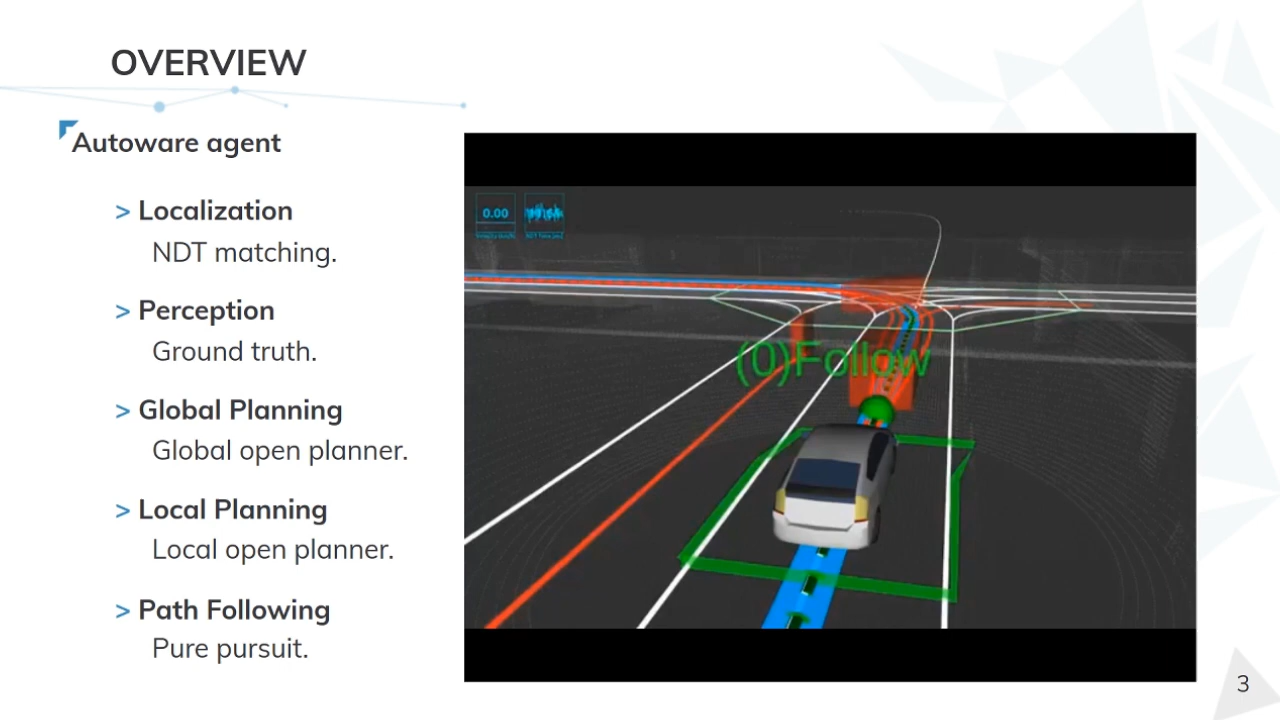 OVERVIEW
Autoware agent
> Localization
NDT matching.
> Perception
Ground truth.
> Global Planning
Global open planner.
> Local Planning
Local open planner.
> Path Following
Pure pursuit.
0.00
(0)Follow
3